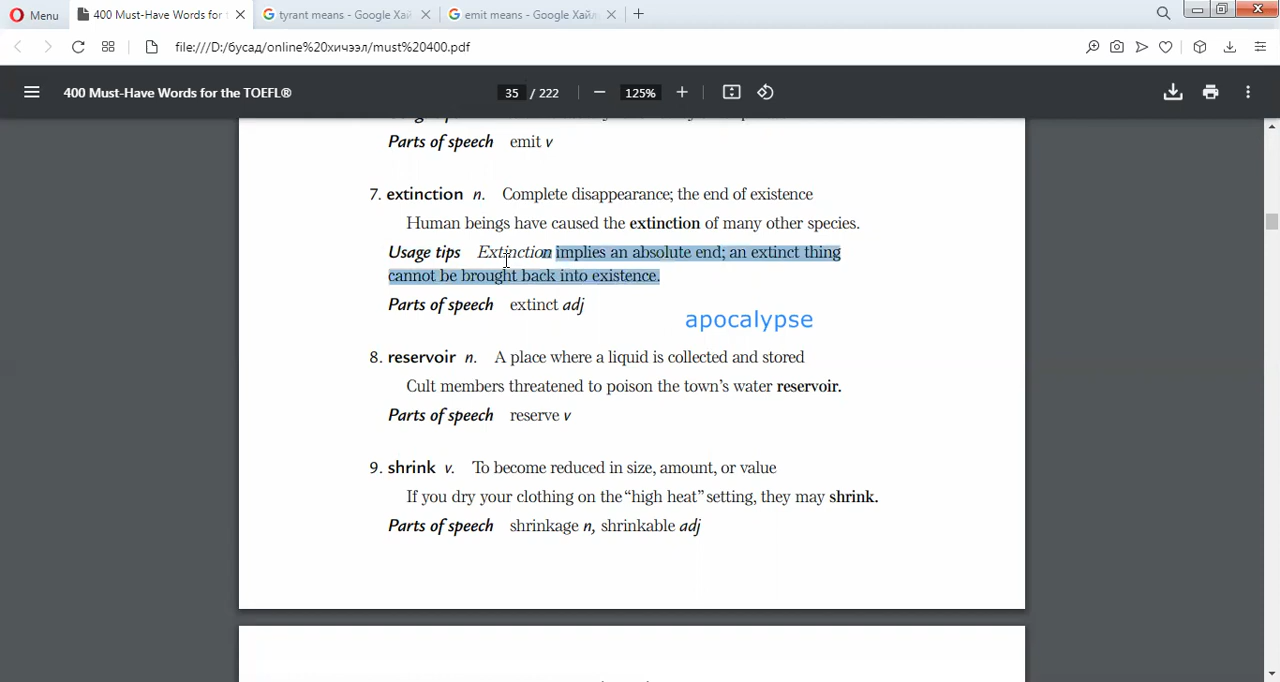 Menu
400 Must-Have Words for t
tyrant means - Google Хай
emit means - Google Хай
file:///D:/бусад/online%20хичээл/must%20400.pdf
400 Must-Have Words for the TOEFL®
35 / 222
125%
Parts of speech emit v
7. extinction n. Complete disappearance; the end of existence
Human beings have caused the extinction of many other species.
Usage tips Extinction implies an absolute end; an extinct thing
cannot be brought back into existence.
Parts of speech extinct adj
apocalypse
8. reservoir n. A place where a liquid is collected and stored
Cult members threatened to poison the town's water reservoir.
Parts of speech reserve v
9. shrink v. To become reduced in size, amount, or value
If you dry your clothing on the "high heat" setting, they may shrink.
Parts of speech shrinkage n, shrinkable adj